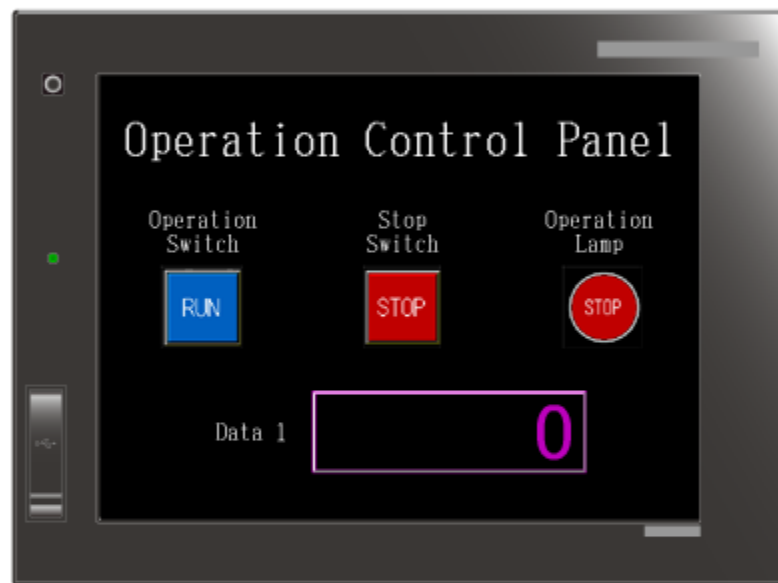 Operation Control Panel
Operation
Switch
Stop
Switch
Operation
Lamp
RUN
STOP
STOP
Data 1
0